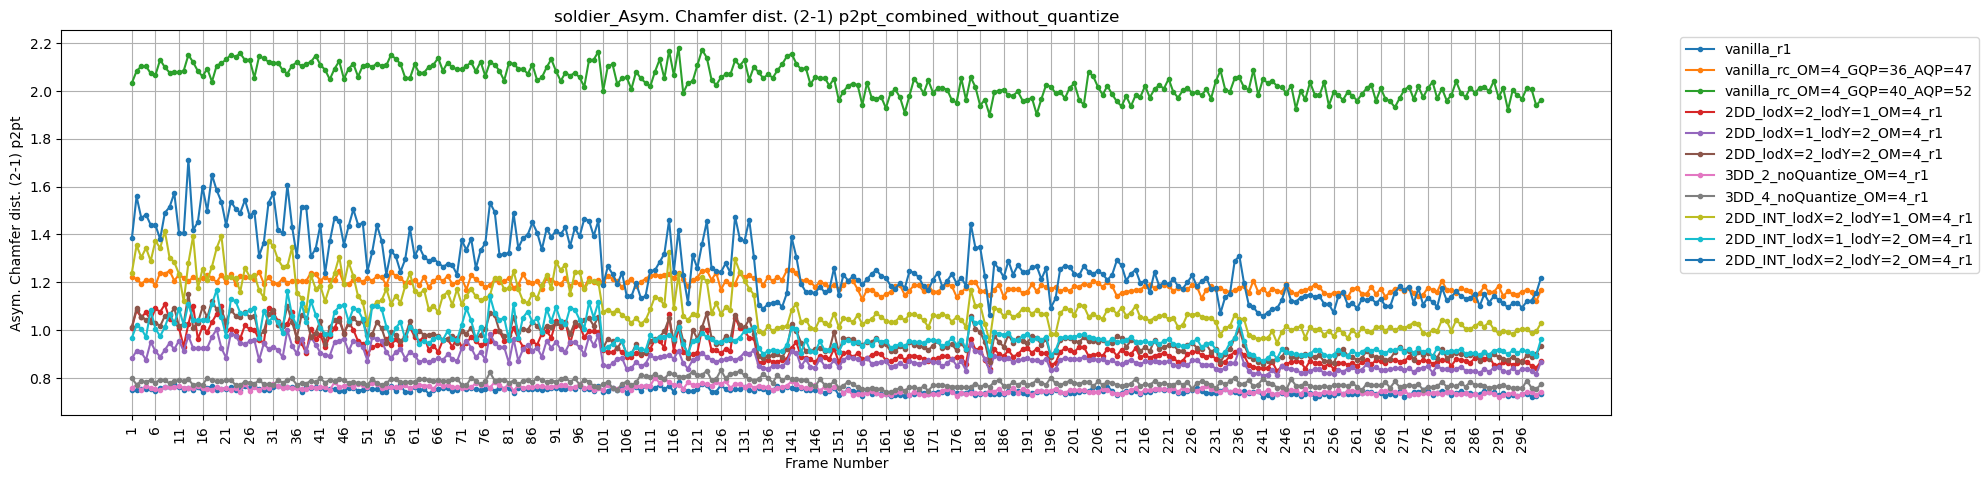 soldier_Asym. Chamfer dist. (2-1) p2pt_combined_without_quantize
Asym. Chamfer dist. (2-1) p2pt
2.2
2.0
1.8
1.6
1.4
1.2
1.0
0.8
1 6 11 16 21 26 31 36 41 46 51 56 61 66 71 76 81 86 91 96 101 106 111 116 121 126 131 136 141 146 151 156 161 166 171 176 181 186 191 196 201 206 211 216 221 226 231 236 241 246 251 256 261 266 271 276 281 286 291 296
Frame Number
vanilla_r1
vanilla_rc_OM=4_GQP=36_AQP=47
vanilla_rc_OM=4_GQP=40_AQP=52
2DD_lodX=2_lodY=1_OM=4_r1
2DD_lodX=1_lodY=2_OM=4_r1
2DD_lodX=2_lodY=2_OM=4_r1
3DD_2_noQuantize_OM=4_r1
3DD_4_noQuantize_OM=4_r1
2DD_INT_lodX=2_lodY=1_OM=4_r1
2DD_INT_lodX=1_lodY=2_OM=4_r1
2DD_INT_lodX=2_lodY=2_OM=4_r1